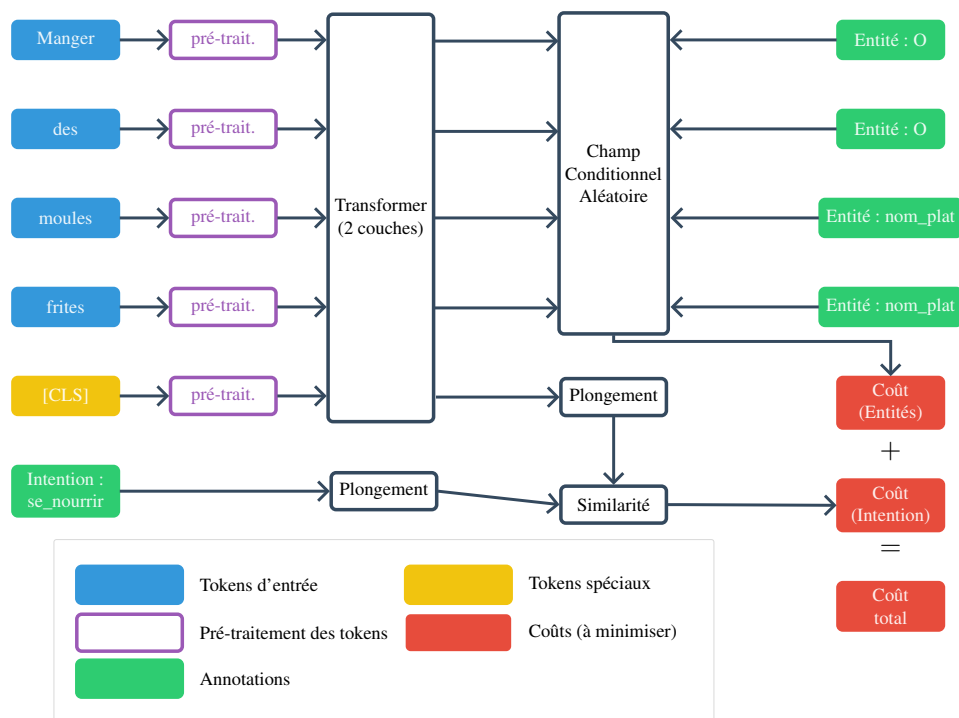 Manger
pré-trait.
Entité : O
des
pré-trait.
Entité : O
Champ
Conditionnel
Aléatoire
Transformer
(2 couches)
moules
pré-trait.
Entité : nom_plat
frites
pré-trait.
Entité : nom_plat
[CLS]
pré-trait.
Plongement
Coût
(Entités)
+
Intention :
se_nourrir
Plongement
Similarité
Coût
(Intention)
=
Coût
total
Tokens d’entrée
Tokens spéciaux
Pré-traitement des tokens
Coûts (à minimiser)
Annotations